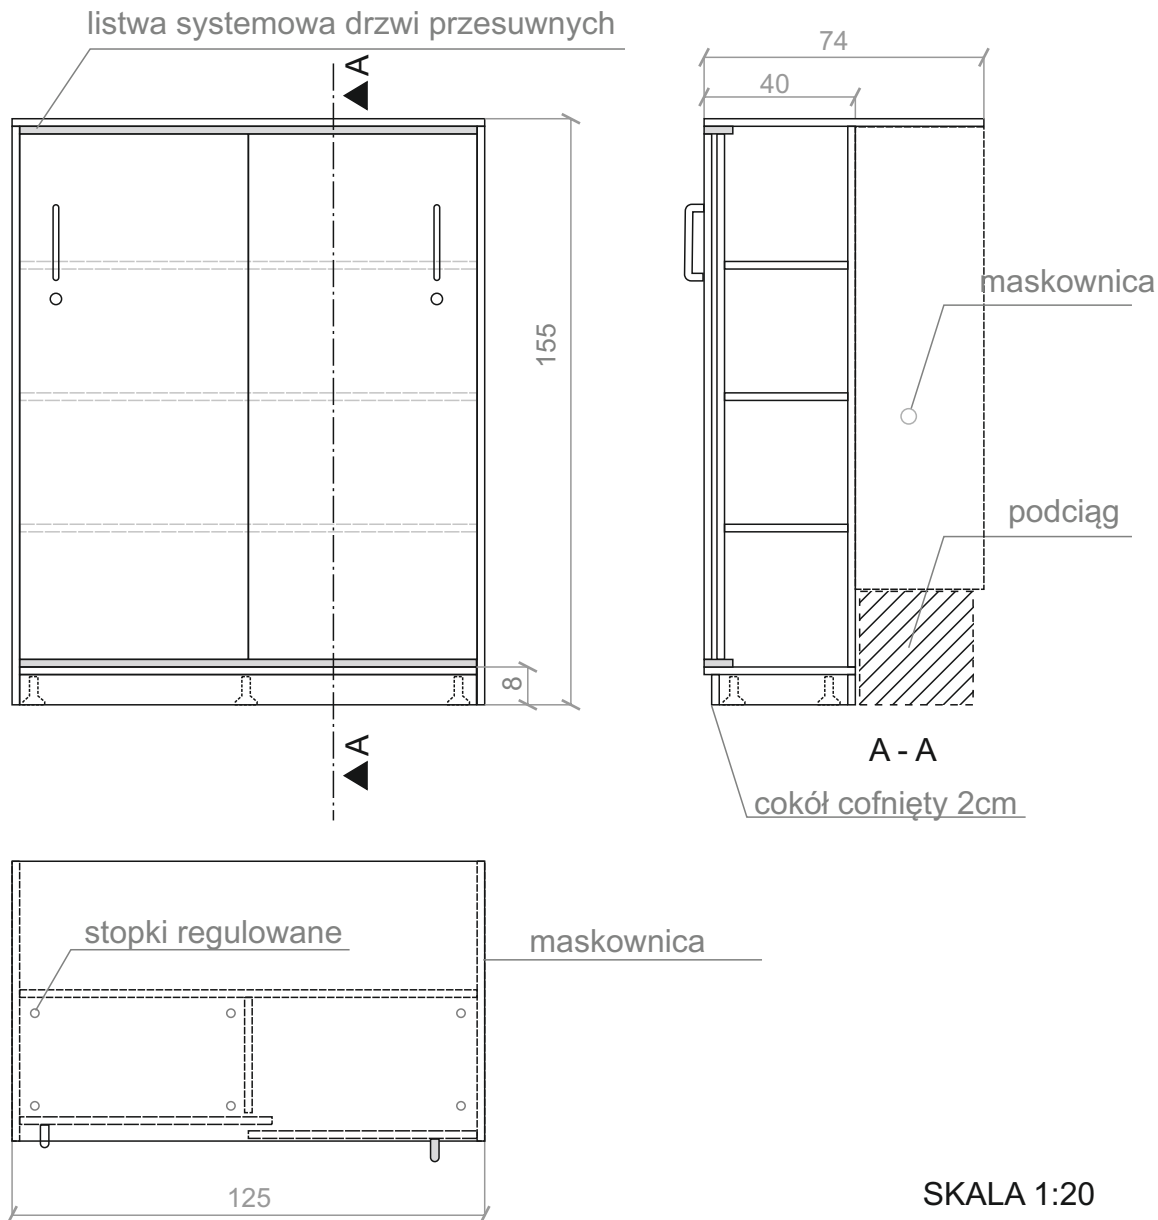 listwa systemowa drzwi przesuwnych
A
74
40
155
maskownica
podciąg
8
A
A - A
cokół cofnięty 2cm
stopki regulowane
maskownica
125
SKALA 1:20